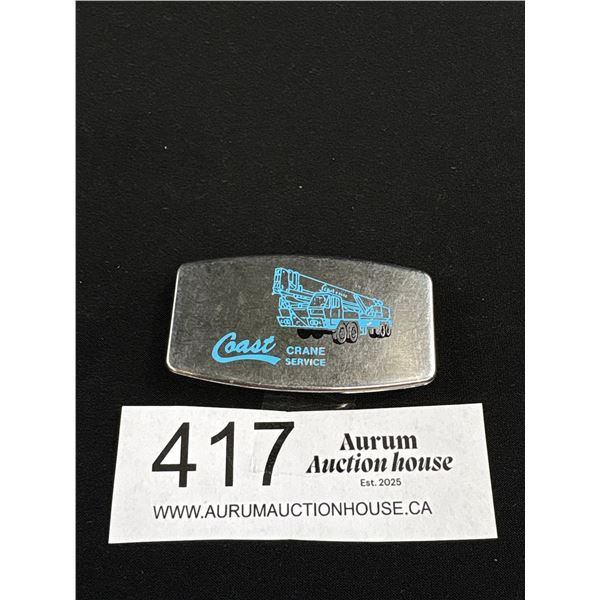 Coast CRANE
SERVICE
417
Aurum
Auction house
Est. 2025
WWW.AURUMAUCTIONHOUSE.CA